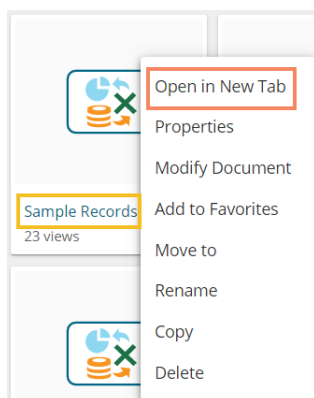 Open in New Tab
Properties
Modify Document
Sample Records
Add to Favorites
23 views
Move to
Rename
Copy
Delete